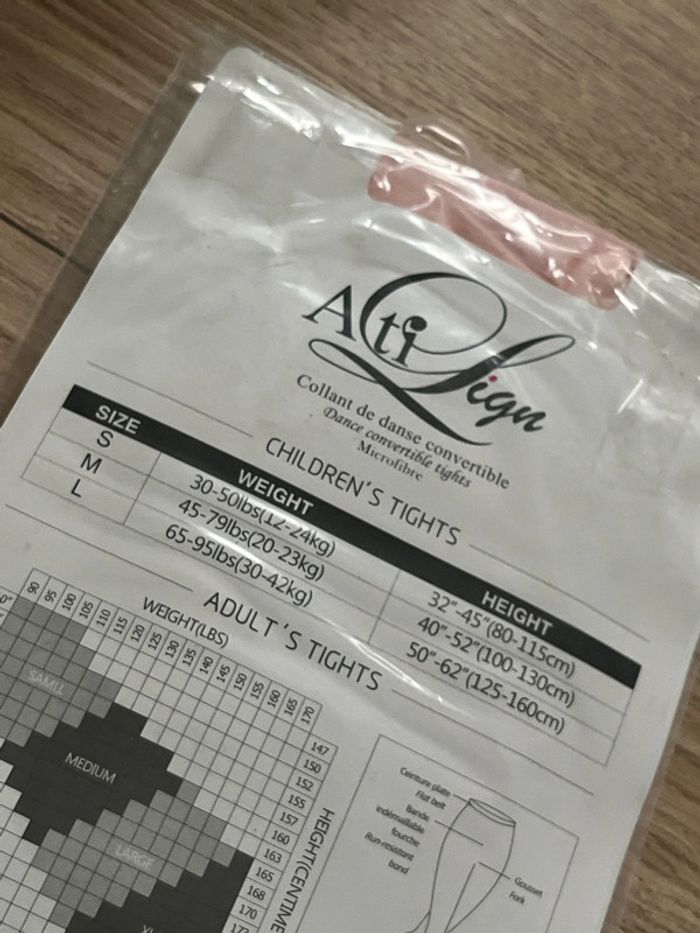 Ati Lign
Collant de danse convertible
Dance convertible tights
Microfibre
CHILDREN'S TIGHTS
SIZE WEIGHT HEIGHT
S 30-50lbs(12-24kg) 32"-45"(80-115cm)
M 45-79lbs(20-23kg) 40"-52"(100-130cm)
L 65-95lbs(30-42kg) 50"-62"(125-160cm)
ADULT'S TIGHTS
WEIGHT(LBS)
90 95 100 105 110 115 120 125 130 135 140 145 150 155 160 165 170
SAMLL
MEDIUM
LARGE
147
150
152
155
157
160
163
165
168
170
HEIGHT(CENTIME
Ceinture plate
Flet belt
Bande
indémaillable
fourche
Run-resistant
band
Gousset
Fork